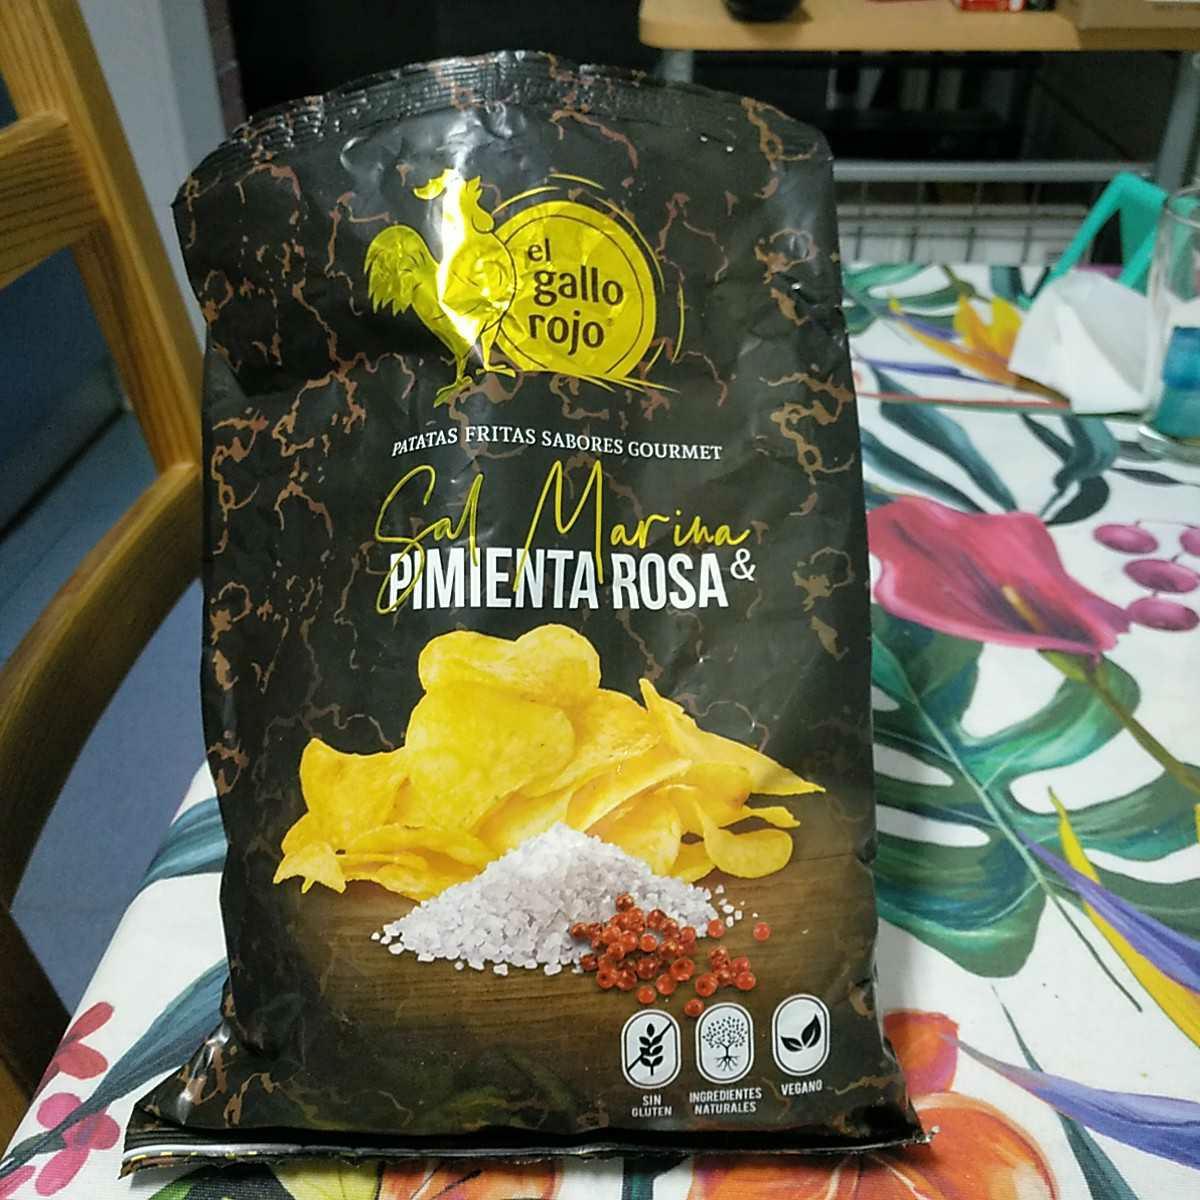 el
gallo
rojo®
PATATAS FRITAS SABORES GOURMET
Sal Marina
PIMIENTA ROSA &
SIN
GLUTEN
INGREDIENTES
NATURALES
VEGANO